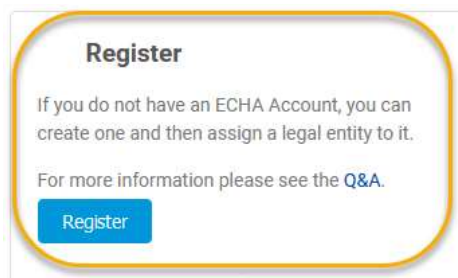 Register
If you do not have an ECHA Account, you can
create one and then assign a legal entity to it.
For more information please see the Q&A.
Register